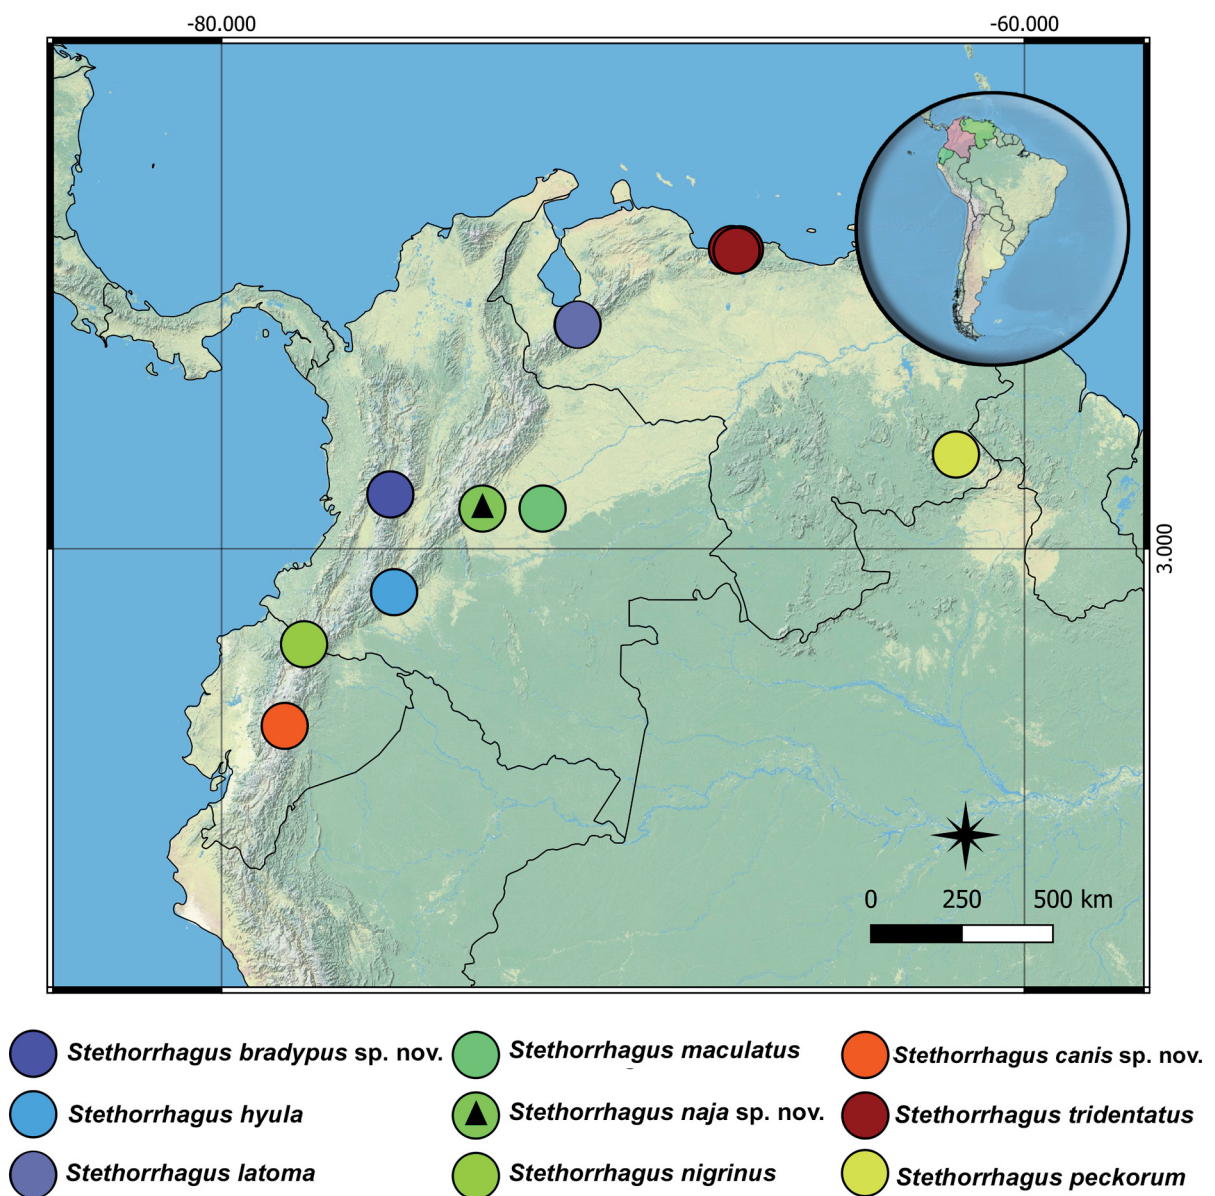 -80.000 -60.000
3.000
0 250 500 km
Stethorrhagus bradypus sp. nov. Stethorrhagus maculatus Stethorrhagus canis sp. nov.
Stethorrhagus hyula Stethorrhagus naja sp. nov. Stethorrhagus tridentatus
Stethorrhagus latoma Stethorrhagus nigrinus Stethorrhagus peckorum